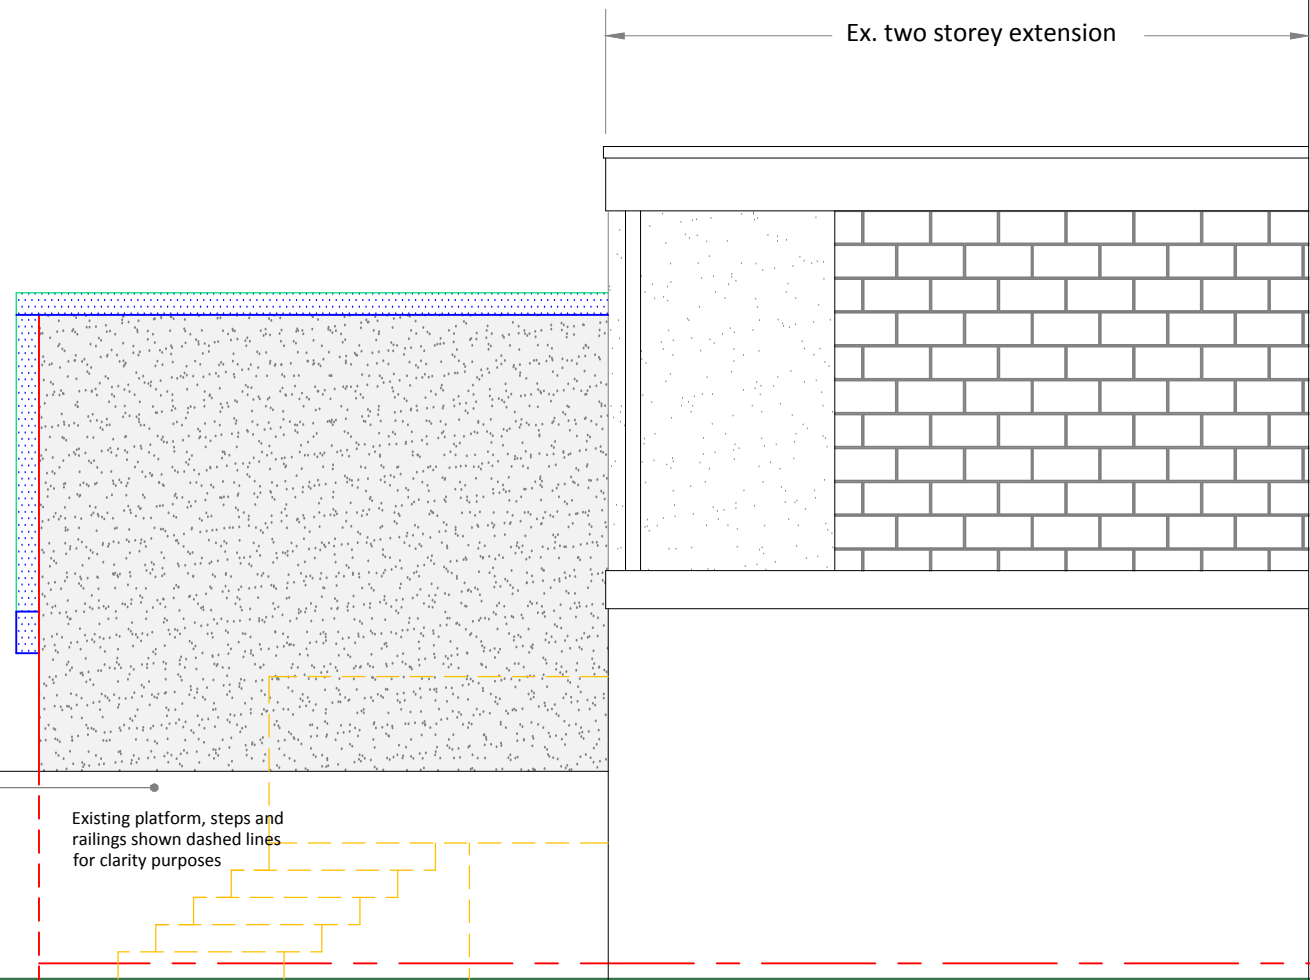 Ex. two storey extension
Existing platform, steps and
railings shown dashed lines
for clarity purposes